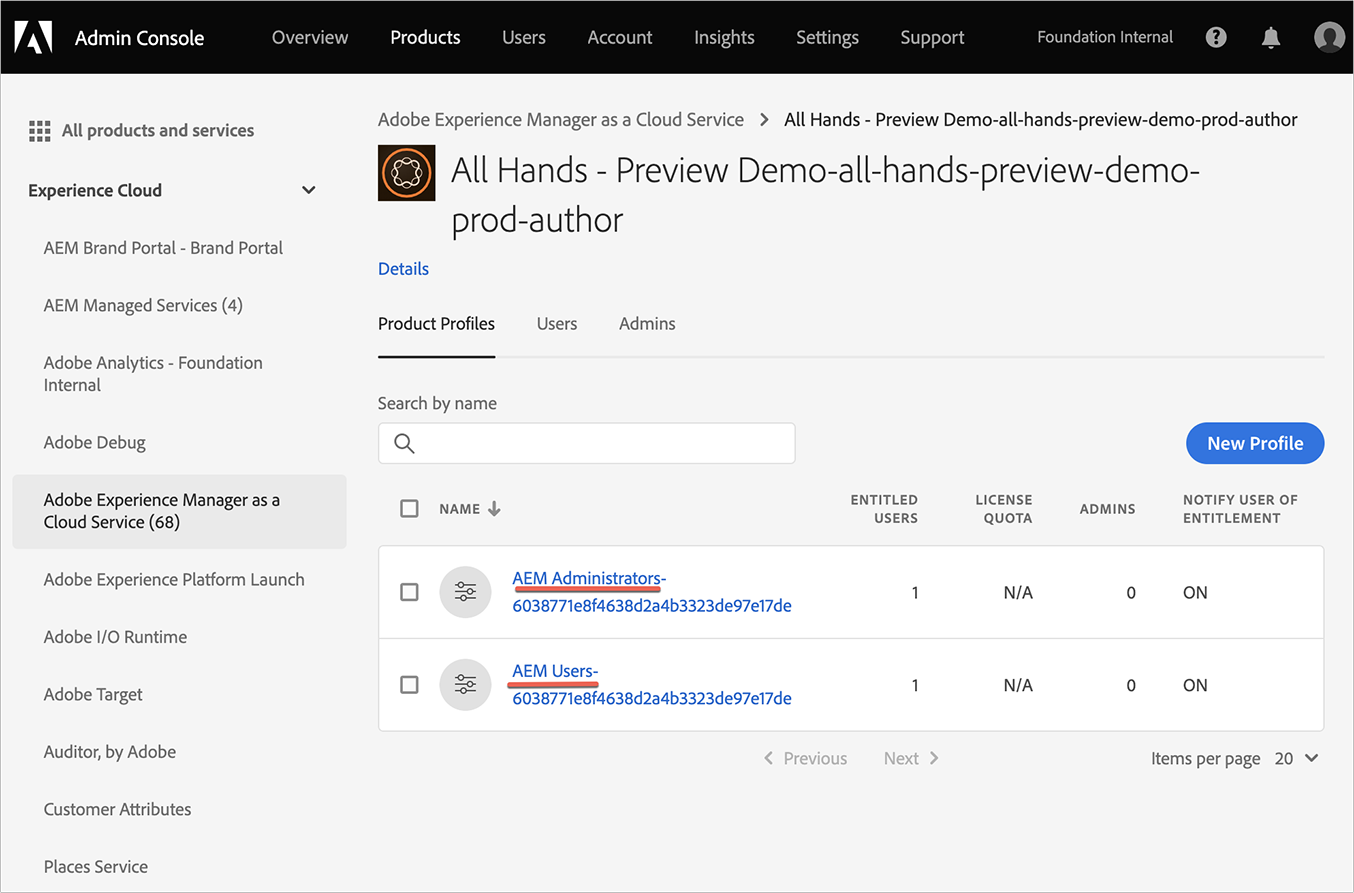 Admin Console
Overview
Products
Users
Account
Insights
Settings
Support
Foundation Internal
All products and services
Experience Cloud
AEM Brand Portal - Brand Portal
AEM Managed Services (4)
Adobe Analytics - Foundation
Internal
Adobe Debug
Adobe Experience Manager as a
Cloud Service (68)
Adobe Experience Platform Launch
Adobe I/O Runtime
Adobe Target
Auditor, by Adobe
Customer Attributes
Places Service
Adobe Experience Manager as a Cloud Service > All Hands - Preview Demo-all-hands-preview-demo-prod-author
All Hands - Preview Demo-all-hands-preview-demo-
prod-author
Details
Product Profiles
Users
Admins
Search by name
New Profile
NAME
ENTITLED
USERS
LICENSE
QUOTA
ADMINS
NOTIFY USER OF
ENTITLEMENT
AEM Administrators-
6038771e8f4638d2a4b3323de97e17de
1
N/A
0
ON
AEM Users-
6038771e8f4638d2a4b3323de97e17de
1
N/A
0
ON
Previous
Next
Items per page 20